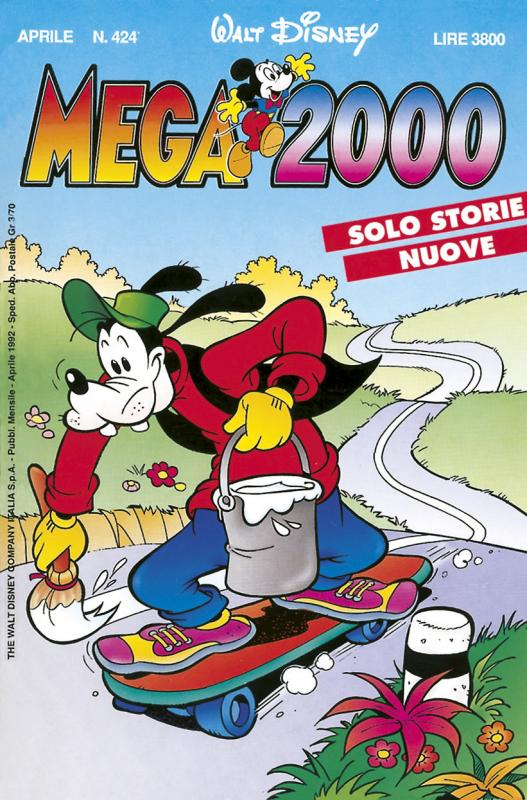 APRILE N. 424
WALT DISNEY
LIRE 3800
MEGA 2000
SOLO STORIE
NUOVE
THE WALT DISNEY COMPANY ITALIA S.p.A. - Pubbl. Mensile - Aprile 1992 - Sped. Abb. Postale Gr 3/70